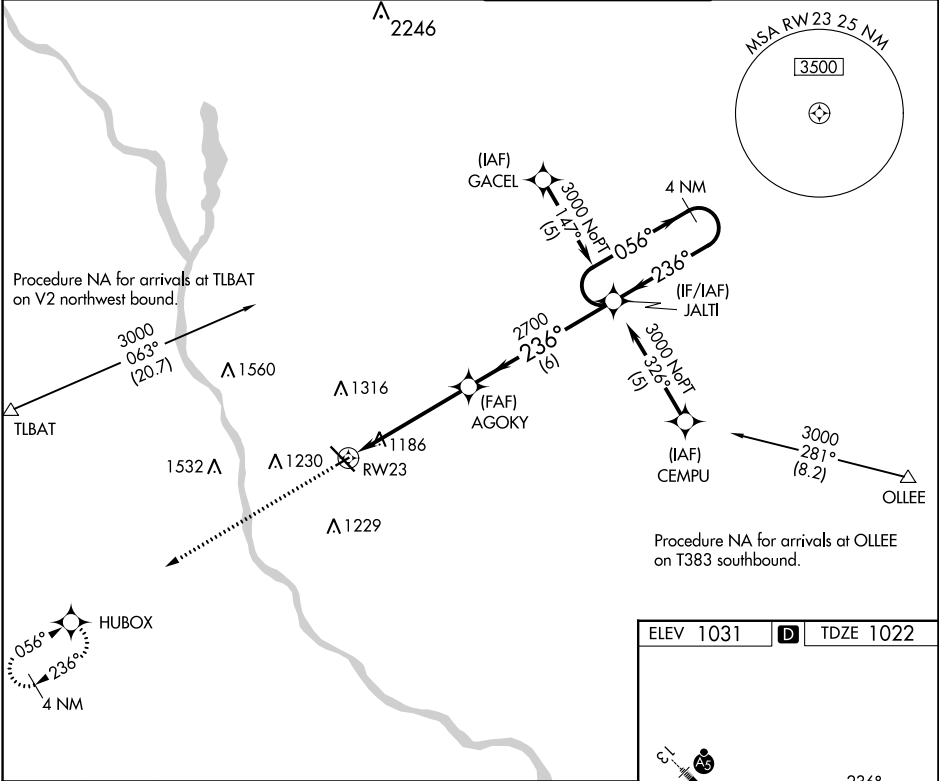 2246
MSA RW23 25 NM
3500
(IAF)
GACEL
3000 NoPT
147°
(5)
4 NM
056°
236°
(IF/IAF)
JALTI
Procedure NA for arrivals at TLBAT
on V2 northwest bound.
3000
063°
(20.7)
TLBAT
2700
236°
(6)
3000 NoPT
326°
(5)
1560
1316
(FAF)
AGOKY
1186
1532
1230
RW23
(IAF)
CEMPU
3000
281°
(8.2)
OLLEE
1229
Procedure NA for arrivals at OLLEE
on T383 southbound.
HUBOX
056°
236°
4 NM
ELEV 1031
D
TDZE 1022
13
A5
236°